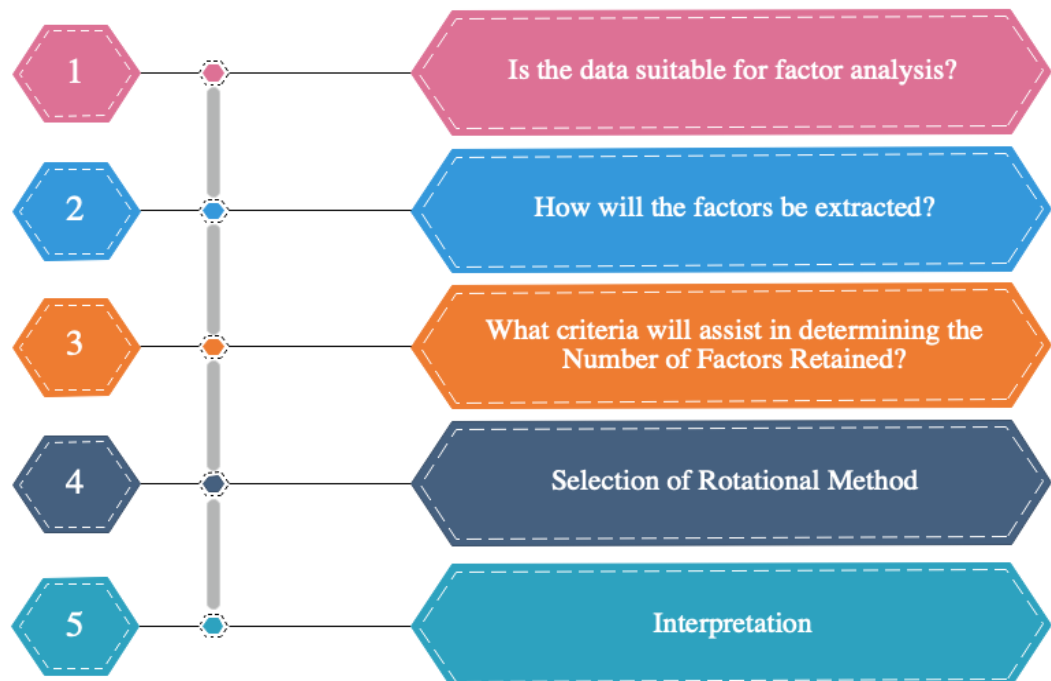 1
Is the data suitable for factor analysis?
2
How will the factors be extracted?
3
What criteria will assist in determining the
Number of Factors Retained?
4
Selection of Rotational Method
5
Interpretation